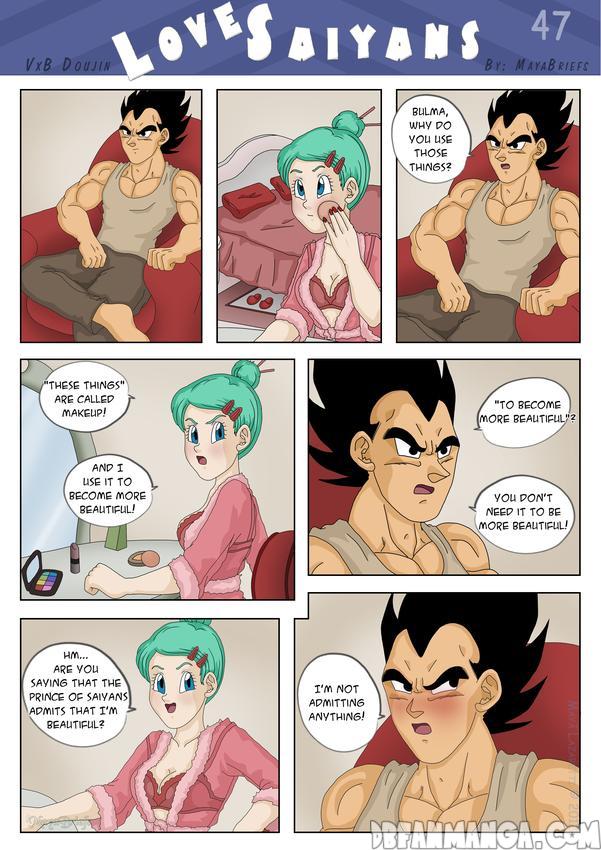 LOVE SAIYANS
47
VXB DOUJIN
BY: MAYABRIEFS
BULMA,
WHY DO
YOU USE
THOSE
THINGS?
"THESE THINGS"
ARE CALLED
MAKEUP!
AND I
USE IT TO
BECOME MORE
BEAUTIFUL!
"TO BECOME
MORE BEAUTIFUL"?
YOU DON'T
NEED IT TO BE
MORE BEAUTIFUL!
HM...
ARE YOU
SAYING THAT THE
PRINCE OF SAIYANS
ADMITS THAT I'M
BEAUTIFUL?
I'M NOT
ADMITTING
ANYTHING!
DBFANMANGA.COM